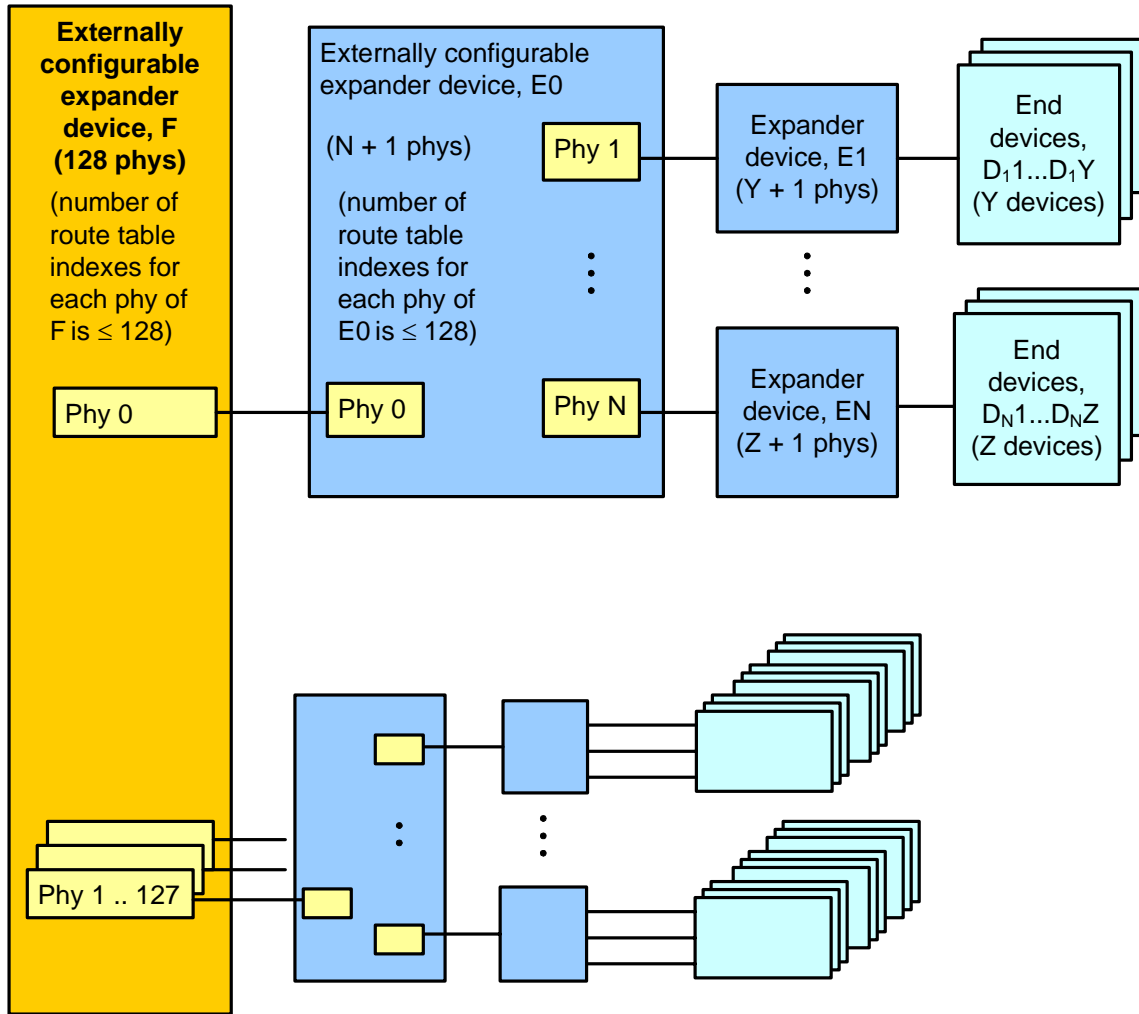 Externally
configurable
expander
device, F
(128 phys)
(number of
route table
indexes for
each phy of
F is ≤ 128)
Phy 0
Phy 1 .. 127
Externally configurable
expander device, E0
(N + 1 phys)
(number of
route table
indexes for
each phy of
E0 is ≤ 128)
Phy 0
Phy 1
Phy N
Expander
device, E1
(Y + 1 phys)
End
devices,
D₁1...D₁Y
(Y devices)
Expander
device, EN
(Z + 1 phys)
End
devices,
D_N1...D_NZ
(Z devices)